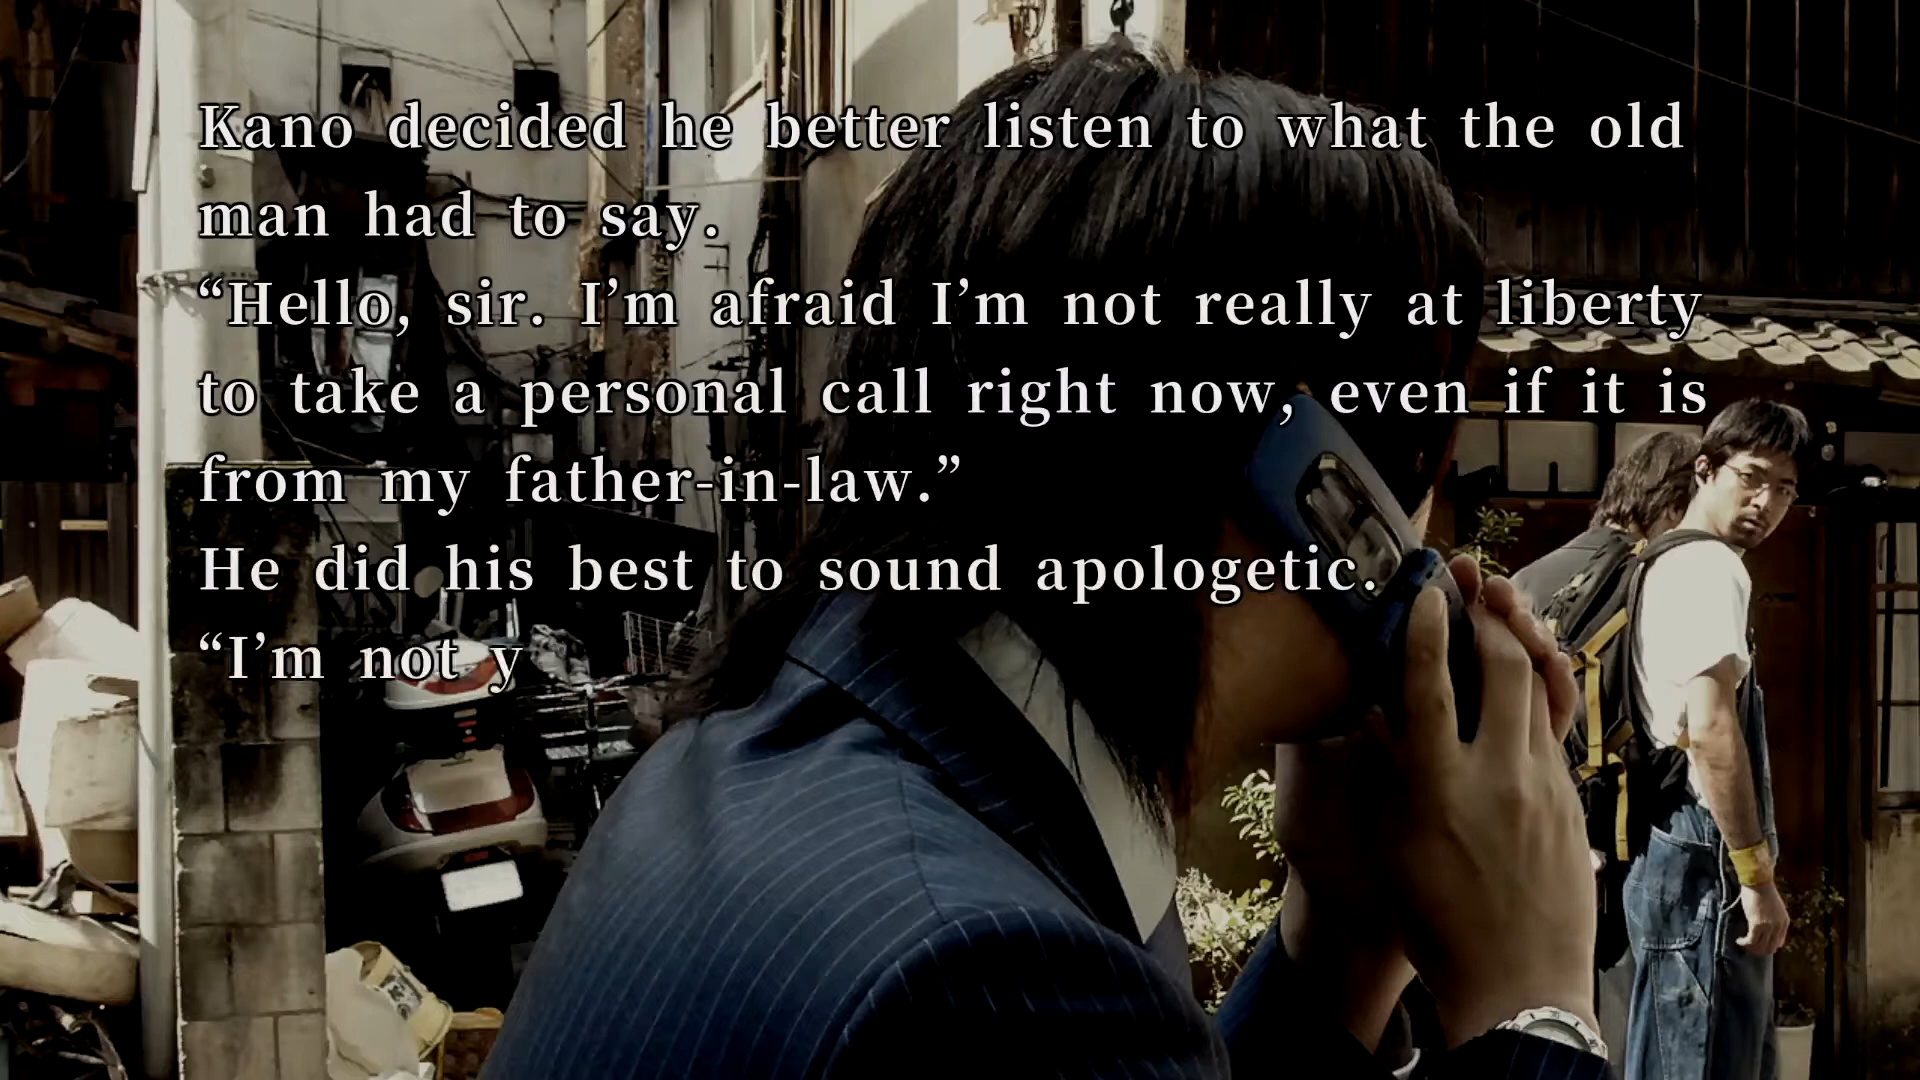 Kano decided he better listen to what the old
man had to say.
“Hello, sir. I’m afraid I’m not really at liberty
to take a personal call right now, even if it is
from my father-in-law.”
He did his best to sound apologetic.
“I’m not y